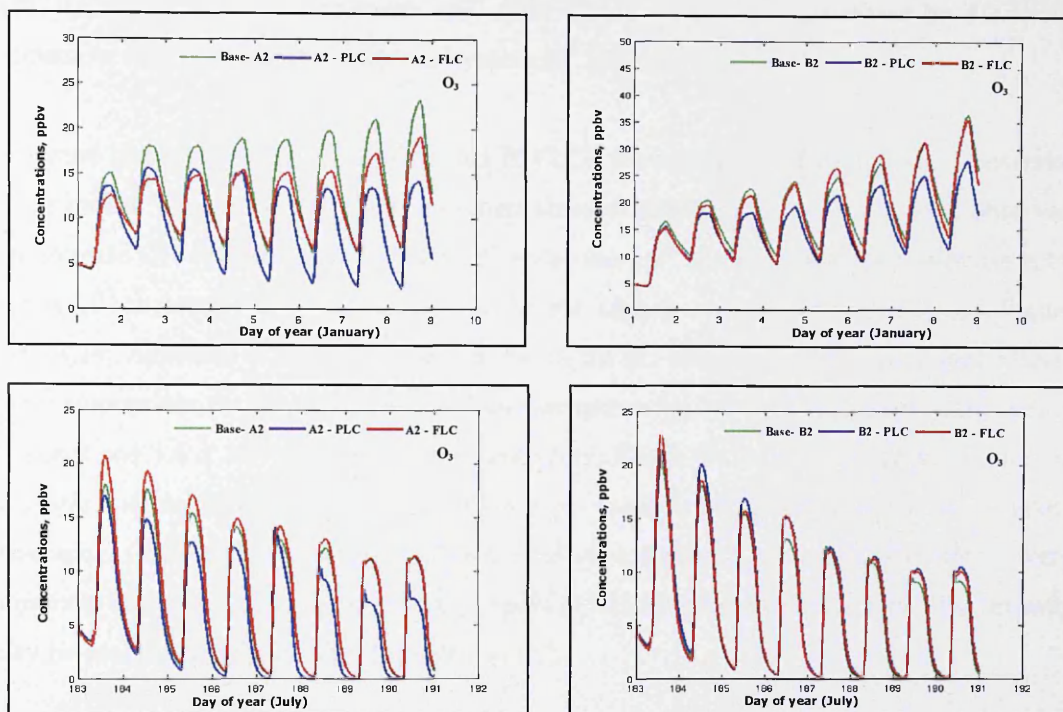 30
25
20
15
10
5
0
Concentrations, ppbv
Base- A2 A2 - PLC A2 - FLC
O3
1 2 3 4 5 6 7 8 9 10
Day of year (January)
50
45
40
35
30
25
20
15
10
5
0
Concentrations, ppbv
Base- B2 B2 - PLC B2 - FLC
O3
1 2 3 4 5 6 7 8 9 10
Day of year (January)
25
20
15
10
5
0
Concentrations, ppbv
Base- A2 A2 - PLC A2 - FLC
O3
183 184 185 166 187 188 189 190 191 192
Day of year (July)
25
20
15
10
5
0
Concentrations, ppbv
Base- B2 B2 - PLC B2 - FLC
O3
183 184 185 186 187 188 189 190 191 192
Day of year (July)